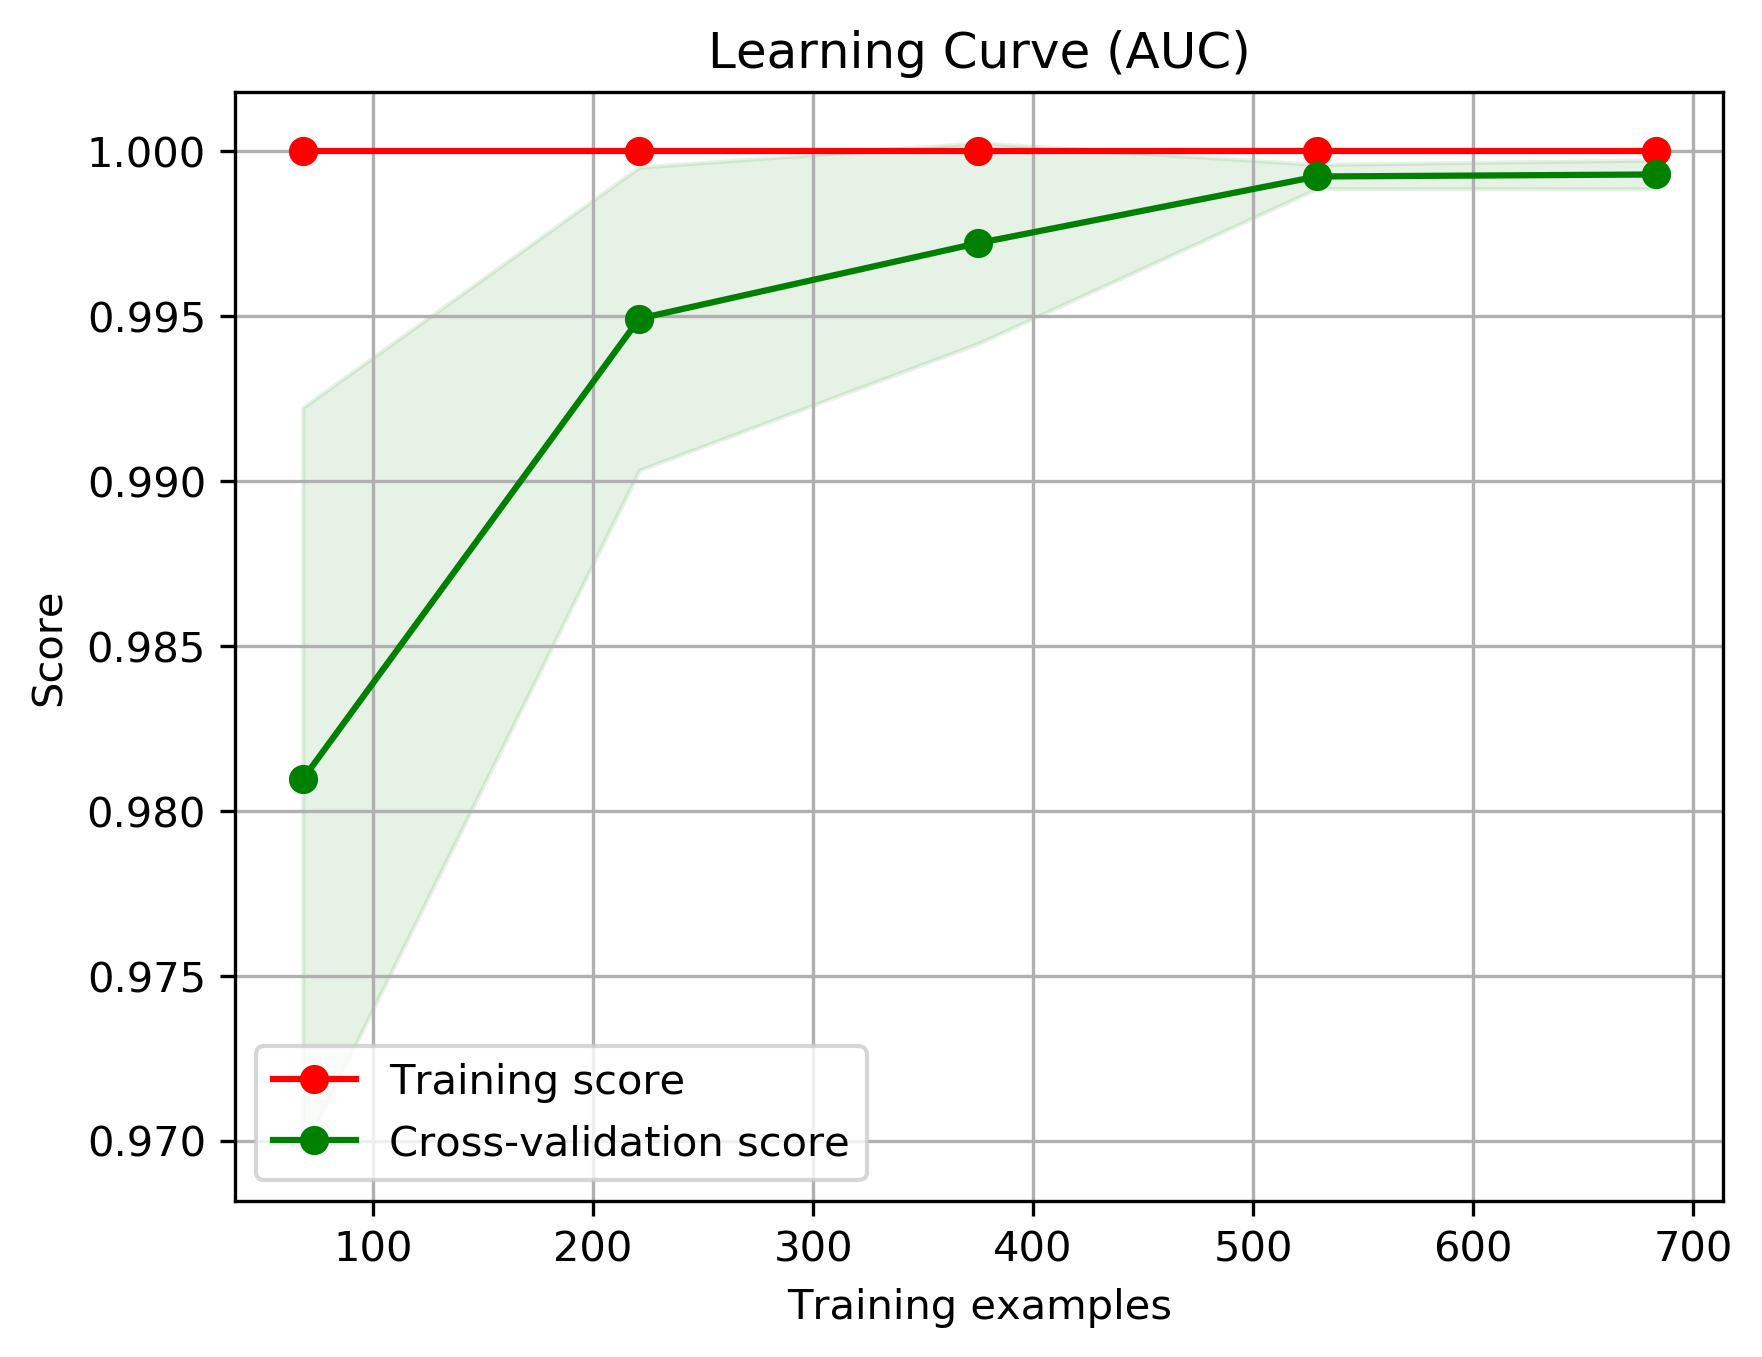 Learning Curve (AUC)
1.000
0.995
0.990
0.985
0.980
0.975
0.970
Score
Training score
Cross-validation score
100 200 300 400 500 600 700
Training examples